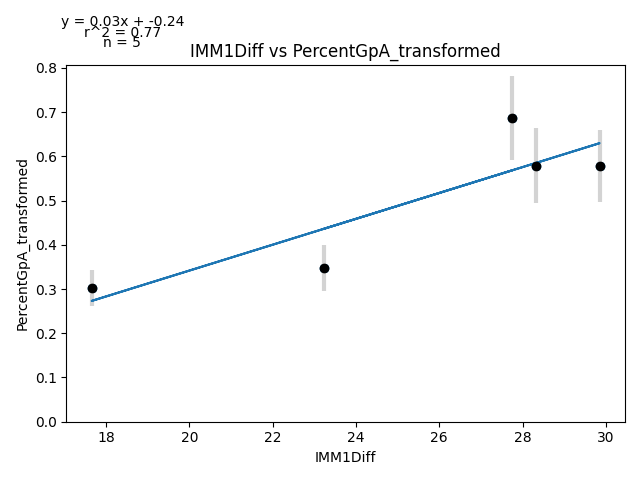 y = 0.03x + -0.24
r^2 = 0.77
n = 5
IMM1Diff vs PercentGpA_transformed
0.8
0.7
0.6
0.5
0.4
0.3
0.2
0.1
0.0
PercentGpA_transformed
18 20 22 24 26 28 30
IMM1Diff